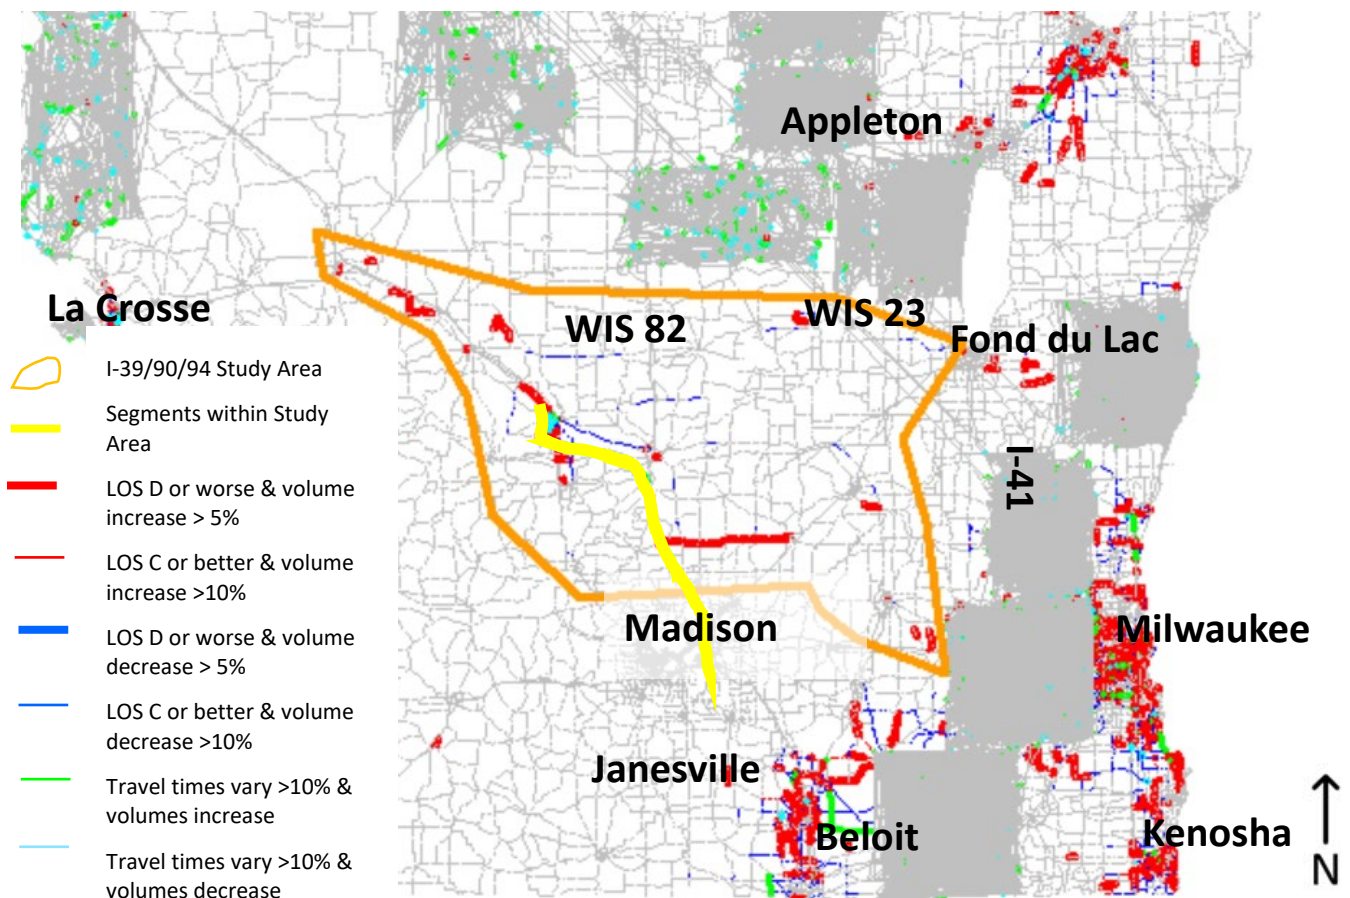 Appleton
La Crosse
WIS 82
WIS 23
Fond du Lac
I-41
Madison
Milwaukee
Janesville
Beloit
Kenosha
N
I-39/90/94 Study Area
Segments within Study
Area
LOS D or worse & volume
increase > 5%
LOS C or better & volume
increase >10%
LOS D or worse & volume
decrease > 5%
LOS C or better & volume
decrease >10%
Travel times vary >10% &
volumes increase
Travel times vary >10% &
volumes decrease